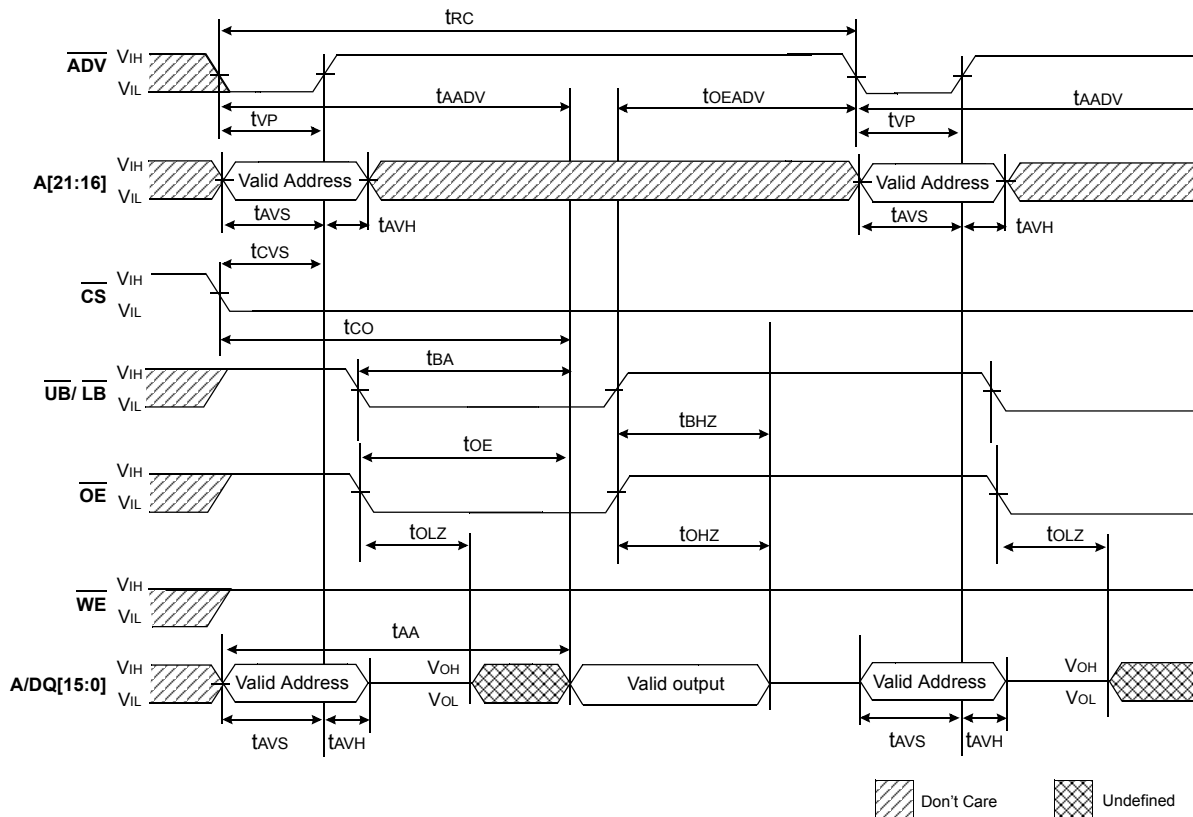 tRC
ADV VIH
VIL
tAADV tOEADV tAADV
tVP tVP
A[21:16] VIH Valid Address Valid Address
VIL
tAVS tAVH tAVS tAVH
tCVS
CS VIH
VIL
tCO
tBA
UB/ LB VIH
VIL
tBHZ
tOE
OE VIH
VIL
tOLZ tOHZ tOLZ
WE VIH
VIL
tAA
A/DQ[15:0] VIH Valid Address VOH Valid output Valid Address VOH
VIL VOL VOL
tAVS tAVH tAVS tAVH
Don't Care Undefined